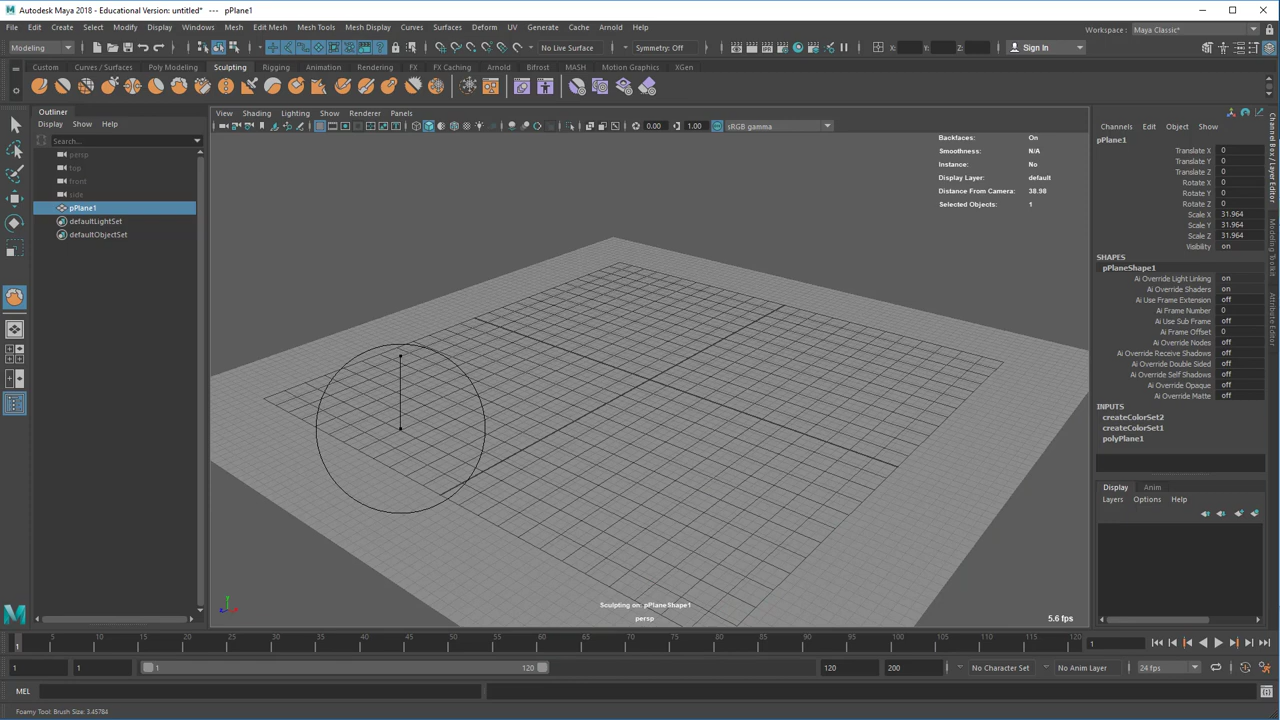 Autodesk Maya 2018 - Educational Version: untitled*   ---   pPlane1
File Edit Create Select Modify Display Windows Mesh Edit Mesh Mesh Tools Mesh Display Curves Surfaces Deform UV Generate Cache Arnold Help
Workspace : Maya Classic*
Modeling No Live Surface Symmetry: Off X: Y: Z: Sign In
Custom Curves / Surfaces Poly Modeling Sculpting Rigging Animation Rendering FX FX Caching Arnold Bifrost MASH Motion Graphics XGen
Outliner
Display Show Help
Search...
persp
top
front
side
pPlane1
defaultLightSet
defaultObjectSet
View Shading Lighting Show Renderer Panels
0.00 1.00 sRGB gamma
Backfaces: On
Smoothness: N/A
Instance: No
Display Layer: default
Distance From Camera: 38.98
Selected Objects: 1
Sculpting on: pPlaneShape1
persp
5.6 fps
Channels Edit Object Show
pPlane1
Translate X 0
Translate Y 0
Translate Z 0
Rotate X 0
Rotate Y 0
Rotate Z 0
Scale X 31.964
Scale Y 31.964
Scale Z 31.964
Visibility on
SHAPES
pPlaneShape1
Ai Override Light Linking on
Ai Override Shaders on
Ai Use Frame Extension off
Ai Frame Number 0
Ai Use Sub Frame off
Ai Frame Offset 0
Ai Override Nodes off
Ai Override Receive Shadows off
Ai Override Double Sided off
Ai Override Self Shadows off
Ai Override Opaque off
Ai Override Matte off
INPUTS
createColorSet2
createColorSet1
polyPlane1
Display Anim
Layers Options Help
Channel Box / Layer Editor
Modeling Toolkit
Attribute Editor
1 5 10 15 20 25 30 35 40 45 50 55 60 65 70 75 80 85 90 95 100 105 110 115 120 1
1 1 1 120 120 200 No Character Set No Anim Layer 24 fps
MEL
Foamy Tool: Brush Size: 3.45784